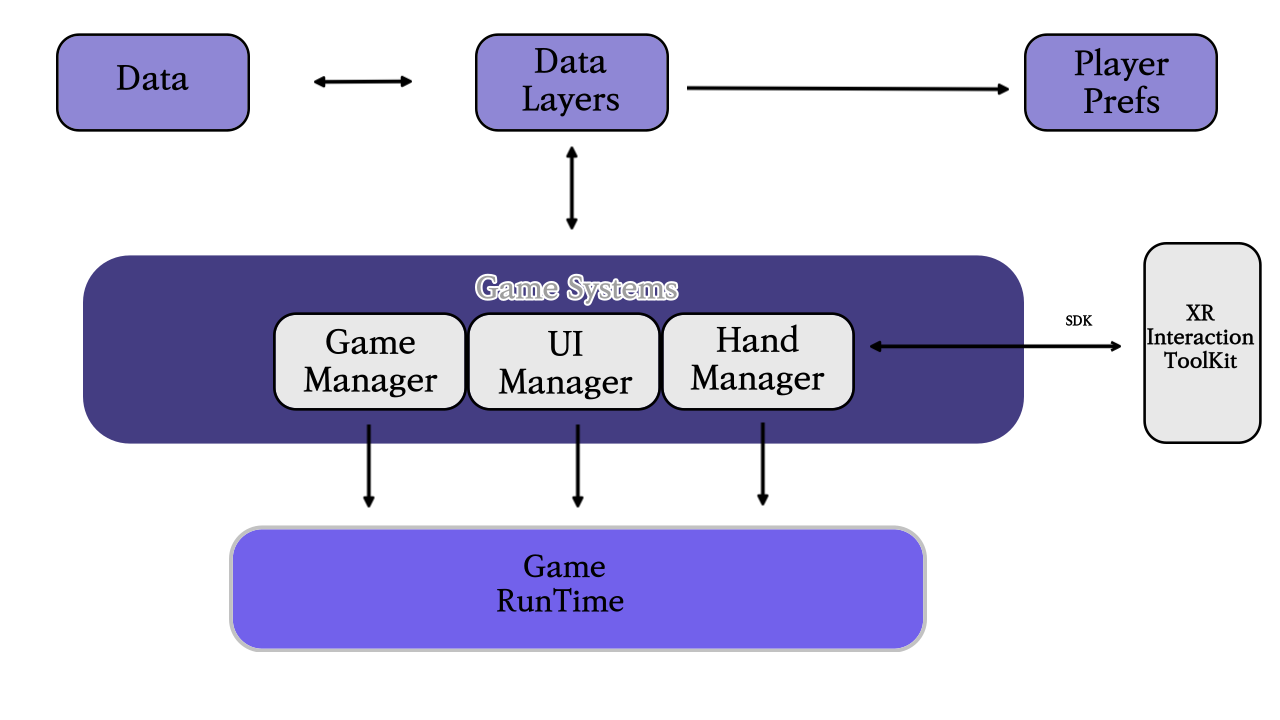 Data
Data
Layers
Player
Prefs
Game Systems
Game
Manager
UI
Manager
Hand
Manager
SDK
XR
Interaction
ToolKit
Game
RunTime